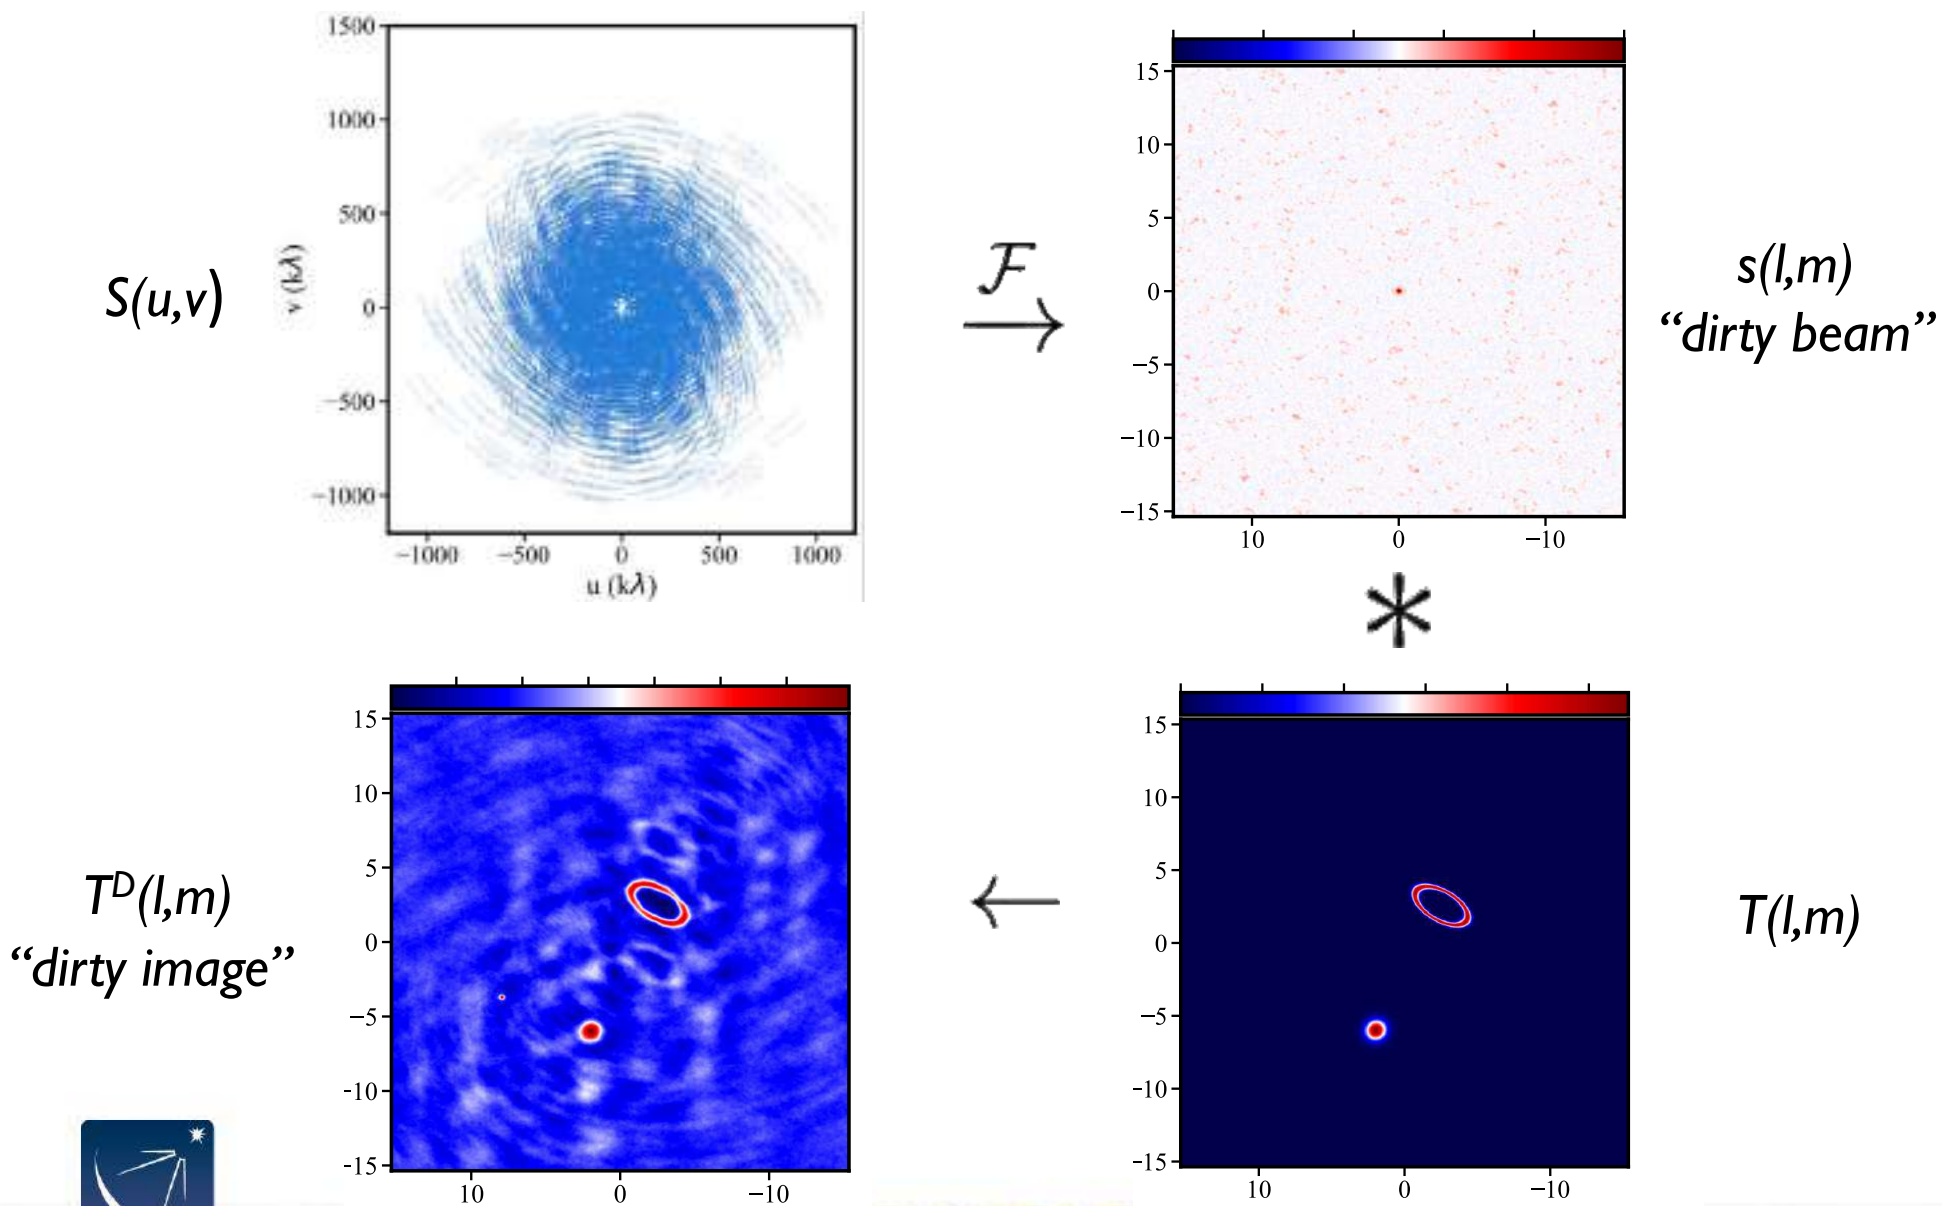 1500
1000
500
0
−500
−1000
−1000 −500 0 500 1000
u (kλ)
v (kλ)
S(u,v)
ℱ
→
15
10
5
0
−5
−10
−15
10 0 −10
s(l,m)
“dirty beam”
*
15
10
5
0
-5
-10
-15
10 0 −10
T^D(l,m)
“dirty image”
←
15
10
5
0
−5
−10
-15
10 0 −10
T(l,m)